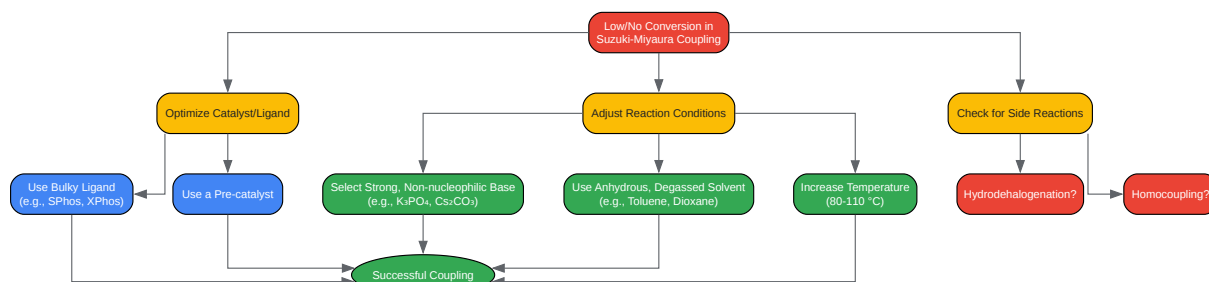 Low/No Conversion in
Suzuki-Miyaura Coupling
Optimize Catalyst/Ligand
Adjust Reaction Conditions
Check for Side Reactions
Use Bulky Ligand
(e.g., SPhos, XPhos)
Use a Pre-catalyst
Select Strong, Non-nucleophilic Base
(e.g., K₃PO₄, Cs₂CO₃)
Use Anhydrous, Degassed Solvent
(e.g., Toluene, Dioxane)
Increase Temperature
(80-110 °C)
Hydrodehalogenation?
Homocoupling?
Successful Coupling